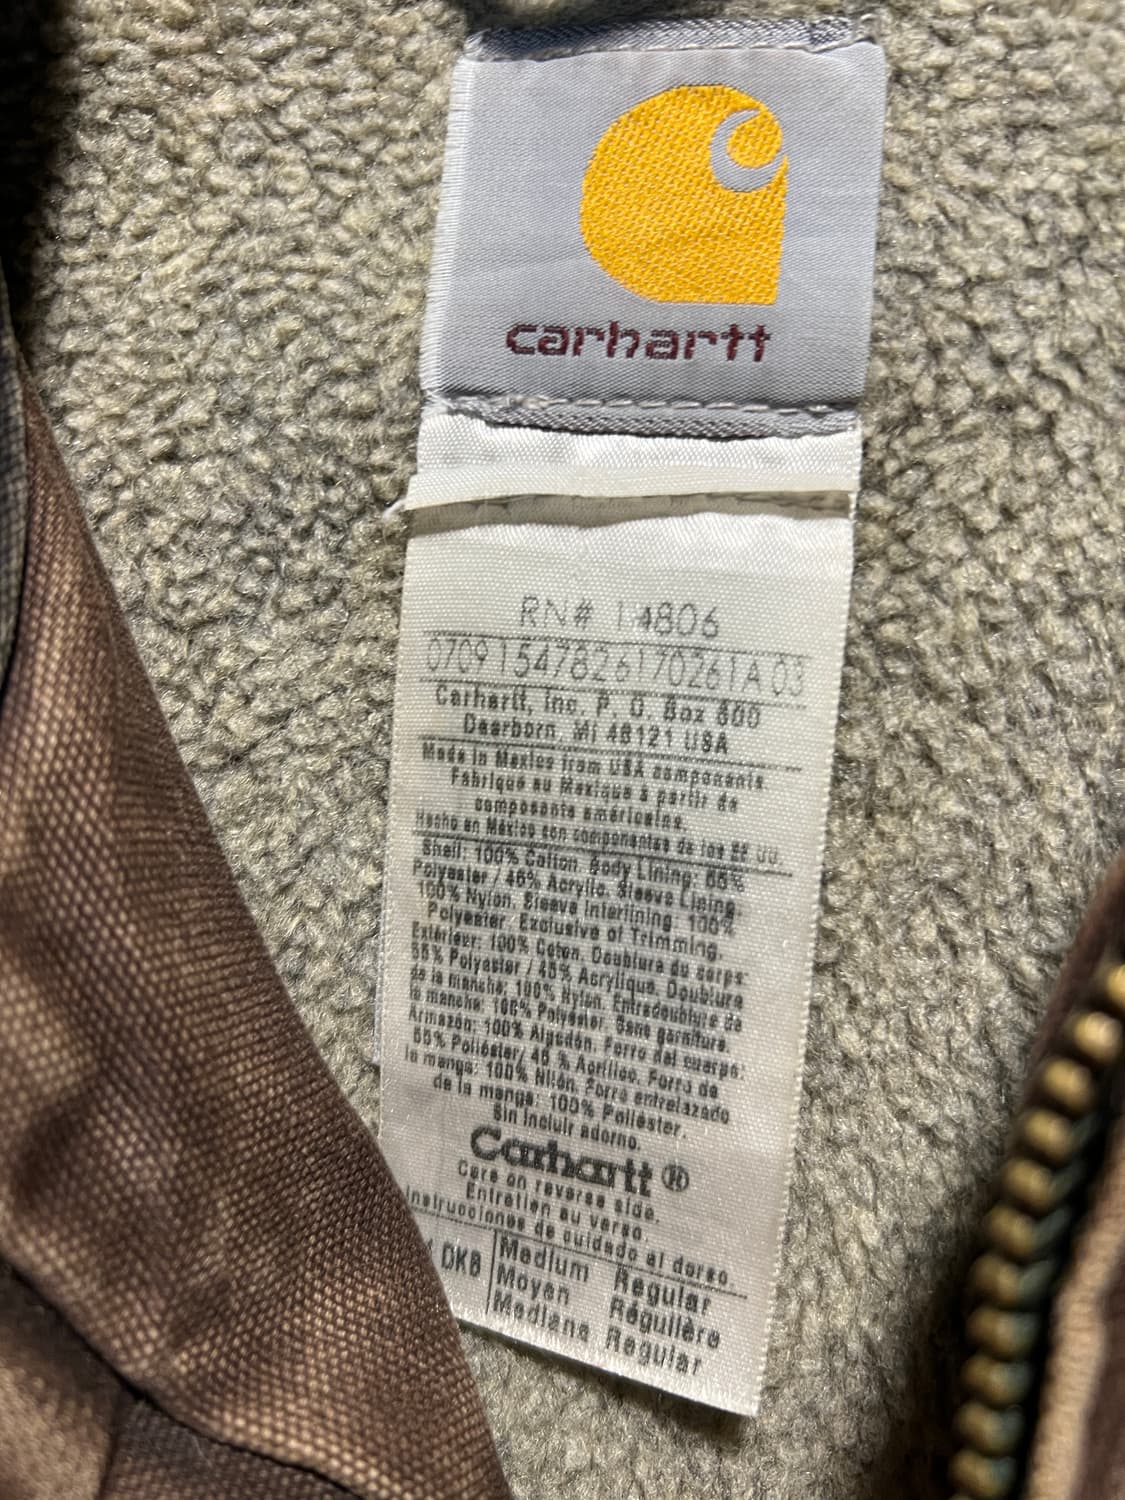 carhartt
RN# 14806
0709154782617026 1A 03
Carhartt, Inc. P. O. Box 600
Dearborn, MI 48121 USA
Made in Mexico from USA components
Fabriqué au Mexique à partir de
composants américains.
Hecho en México con componentes de los EE UU.
Shell: 100% Cotton. Body Lining: 55%
Polyester / 45% Acrylic. Sleeve Lining:
100% Nylon. Sleeve Interlining. 100%
Polyester. Exclusive of Trimming.
Extérieur: 100% Coton. Doublure du corps:
55% Polyester / 45% Acrylique. Doublure
de la manche: 100% Nylon. Entredoublure de
la manche: 100% Polyéster. Sans garniture.
Armazón: 100% Algodón. Forro del cuerpo:
55% Poliéster/ 45 % Acrílico. Forro de
la manga: 100% Nilón. Forro entrelazado
de la manga: 100% Poliéster.
Sin incluir adorno.
Carhartt ®
Care on reverse side.
Entretien au verso.
Instrucciones de cuidado al dorso.
DKB Medium Regular
Moyen Régulière
Mediana Regular